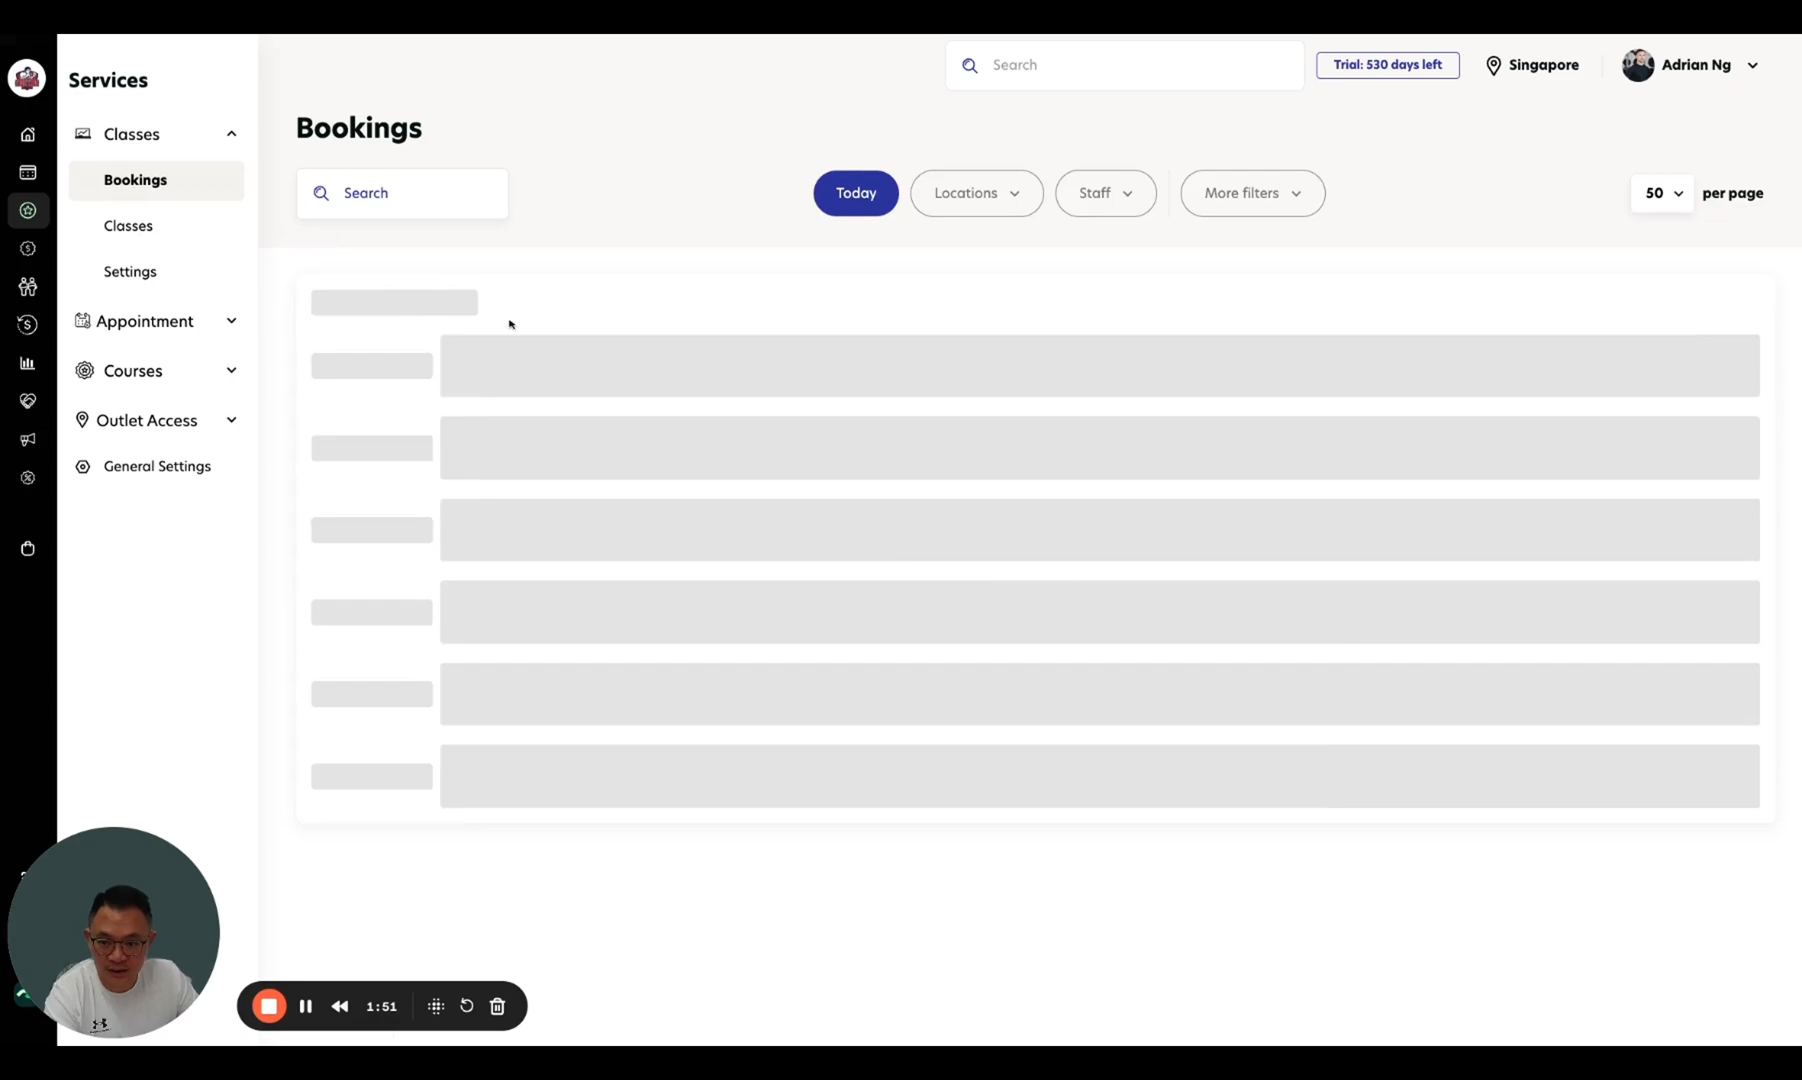 Services
Classes
Bookings
Classes
Settings
Appointment
Courses
Outlet Access
General Settings
Search
Trial: 530 days left
Singapore
Adrian Ng
Bookings
Search
Today
Locations
Staff
More filters
50
per page
1:51